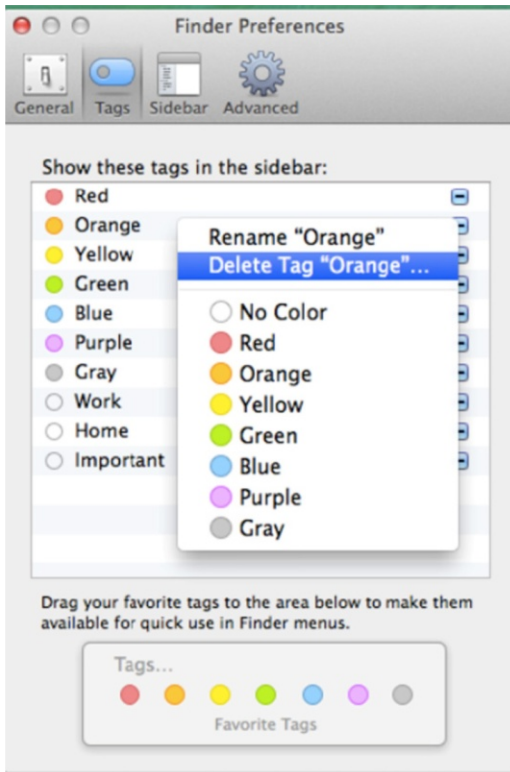 Finder Preferences
General Tags Sidebar Advanced
Show these tags in the sidebar:
Red
Orange
Yellow
Green
Blue
Purple
Gray
Work
Home
Important
Rename “Orange”
Delete Tag “Orange”...
No Color
Red
Orange
Yellow
Green
Blue
Purple
Gray
Drag your favorite tags to the area below to make them
available for quick use in Finder menus.
Tags...
Favorite Tags